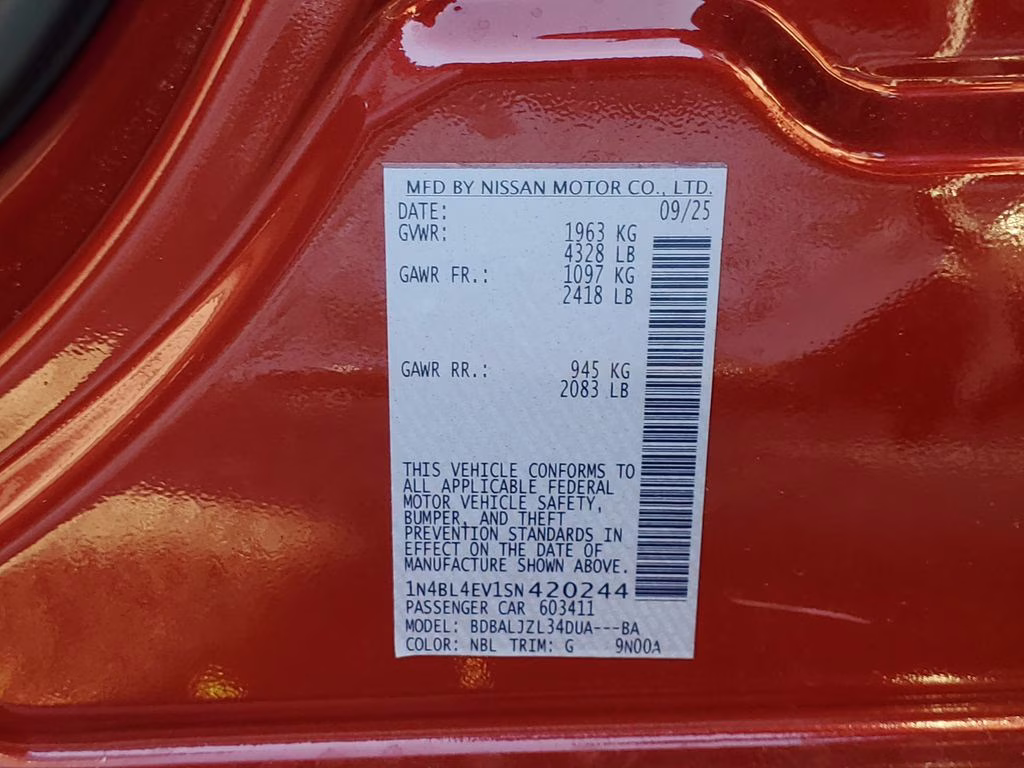 MFD BY NISSAN MOTOR CO., LTD.
DATE: 09/25
GVWR: 1963 KG
4328 LB
GAWR FR.: 1097 KG
2418 LB
GAWR RR.: 945 KG
2083 LB
THIS VEHICLE CONFORMS TO
ALL APPLICABLE FEDERAL
MOTOR VEHICLE SAFETY,
BUMPER, AND THEFT
PREVENTION STANDARDS IN
EFFECT ON THE DATE OF
MANUFACTURE SHOWN ABOVE.
1N4BL4EV1SN420244
PASSENGER CAR 603411
MODEL: BDBALJZL34DUA---BA
COLOR: NBL TRIM: G 9N00A